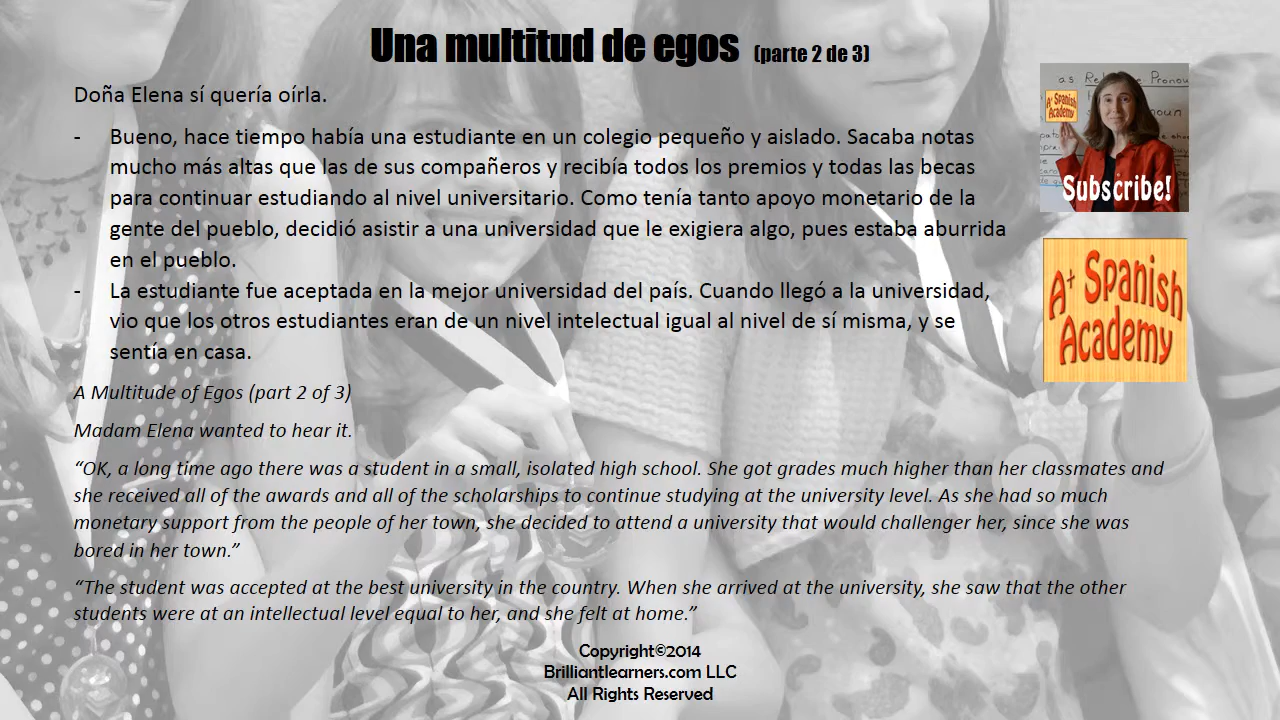 Una multitud de egos (parte 2 de 3)
Doña Elena sí quería oírla.
- Bueno, hace tiempo había una estudiante en un colegio pequeño y aislado. Sacaba notas
mucho más altas que las de sus compañeros y recibía todos los premios y todas las becas
para continuar estudiando al nivel universitario. Como tenía tanto apoyo monetario de la
gente del pueblo, decidió asistir a una universidad que le exigiera algo, pues estaba aburrida
en el pueblo.
- La estudiante fue aceptada en la mejor universidad del país. Cuando llegó a la universidad,
vio que los otros estudiantes eran de un nivel intelectual igual al nivel de sí misma, y se
sentía en casa.
A Multitude of Egos (part 2 of 3)
Madam Elena wanted to hear it.
“OK, a long time ago there was a student in a small, isolated high school. She got grades much higher than her classmates and
she received all of the awards and all of the scholarships to continue studying at the university level. As she had so much
monetary support from the people of her town, she decided to attend a university that would challenger her, since she was
bored in her town.”
“The student was accepted at the best university in the country. When she arrived at the university, she saw that the other
students were at an intellectual level equal to her, and she felt at home.”
Copyright©2014
Brilliantlearners.com LLC
All Rights Reserved
as
A+ Spanish
Academy
Subscribe!
A+ Spanish
Academy